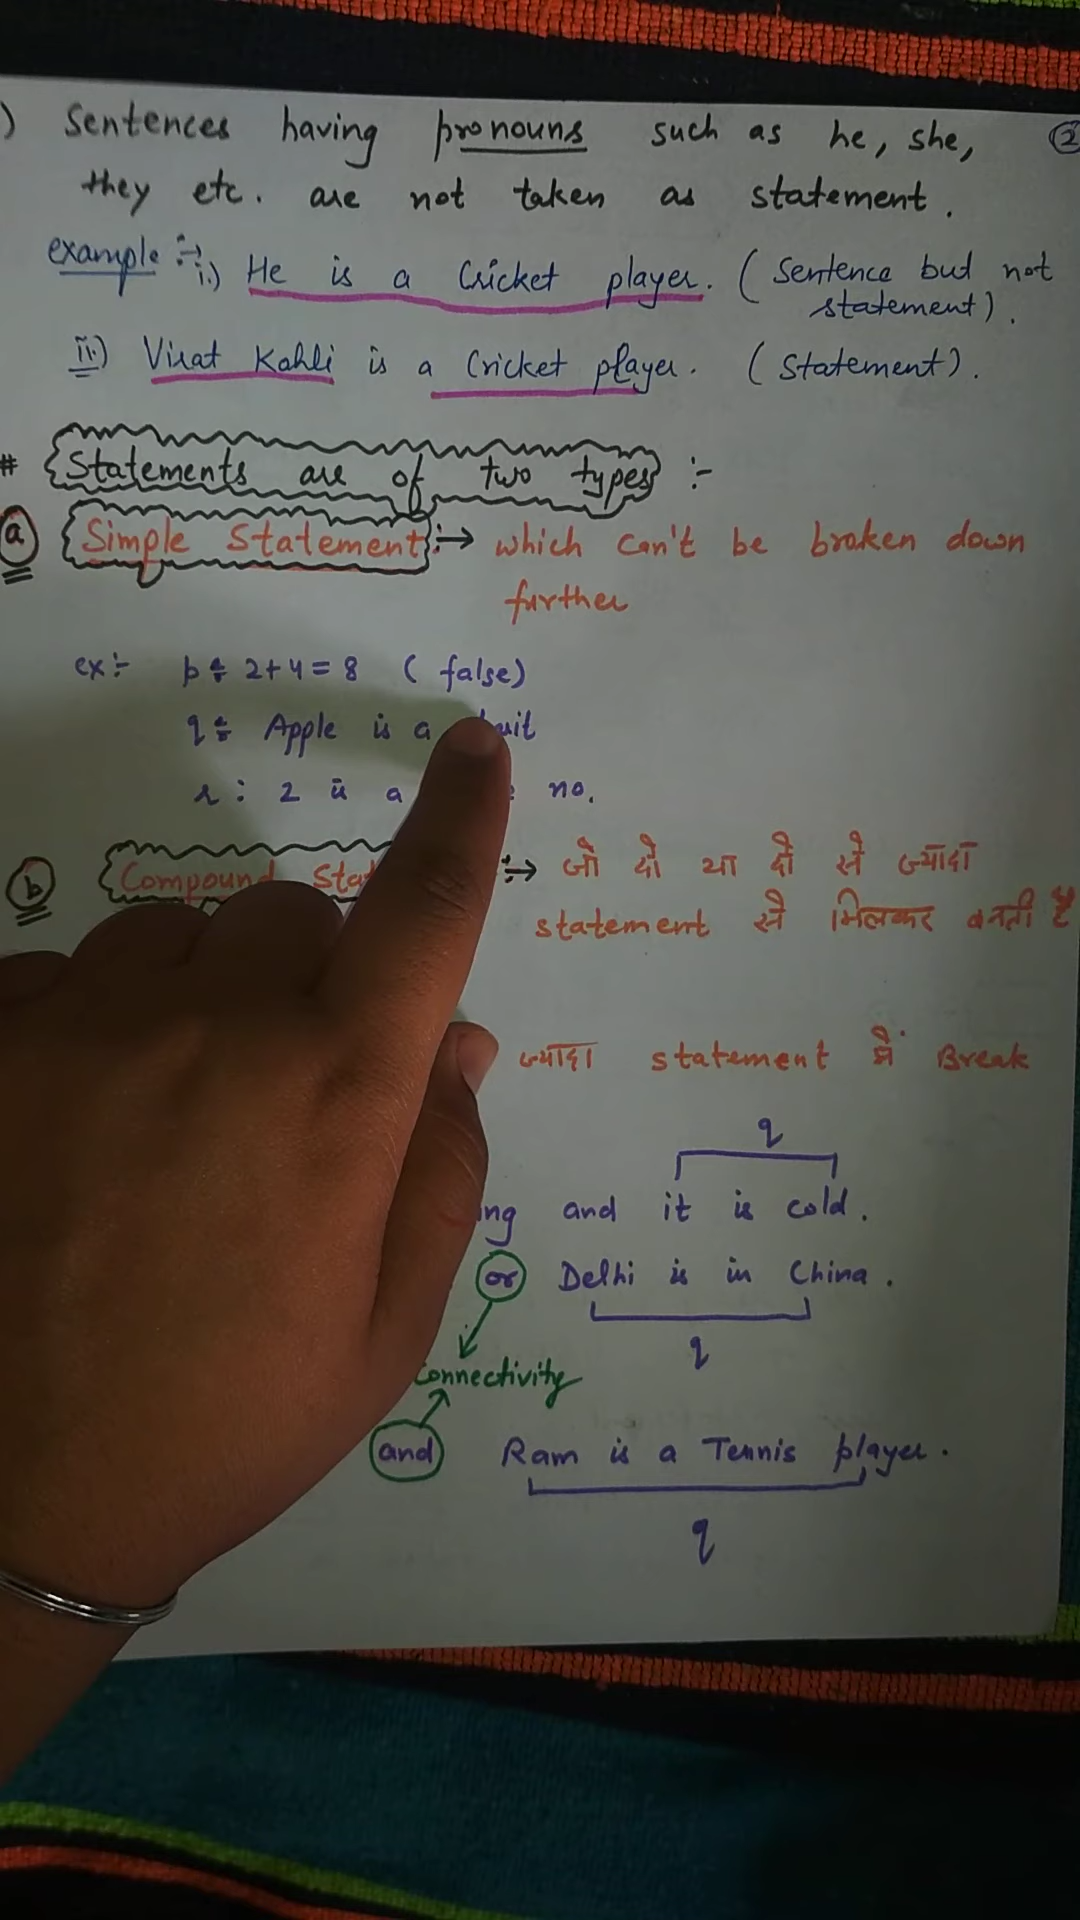 ) Sentences having pronouns such as he, she, (2
they etc. are not taken as statement.
example :→ i.) He is a Cricket player. (Sentence but not statement).
ii.) Virat Kohli is a Cricket player. (Statement).
# Statements are of two types :-
(a) Simple Statement :→ which can't be broken down
further
ex:- p : 2+4=8 (false)
q : Apple is a
r : 2 is a no.
(b) Compound :→ जो दो या दो से ज्यादा
statement से मिलकर बनती है
ज्यादा statement में Break
q
and it is cold.
or Delhi is in China.
q
Connectivity
and Ram is a Tennis player.
q